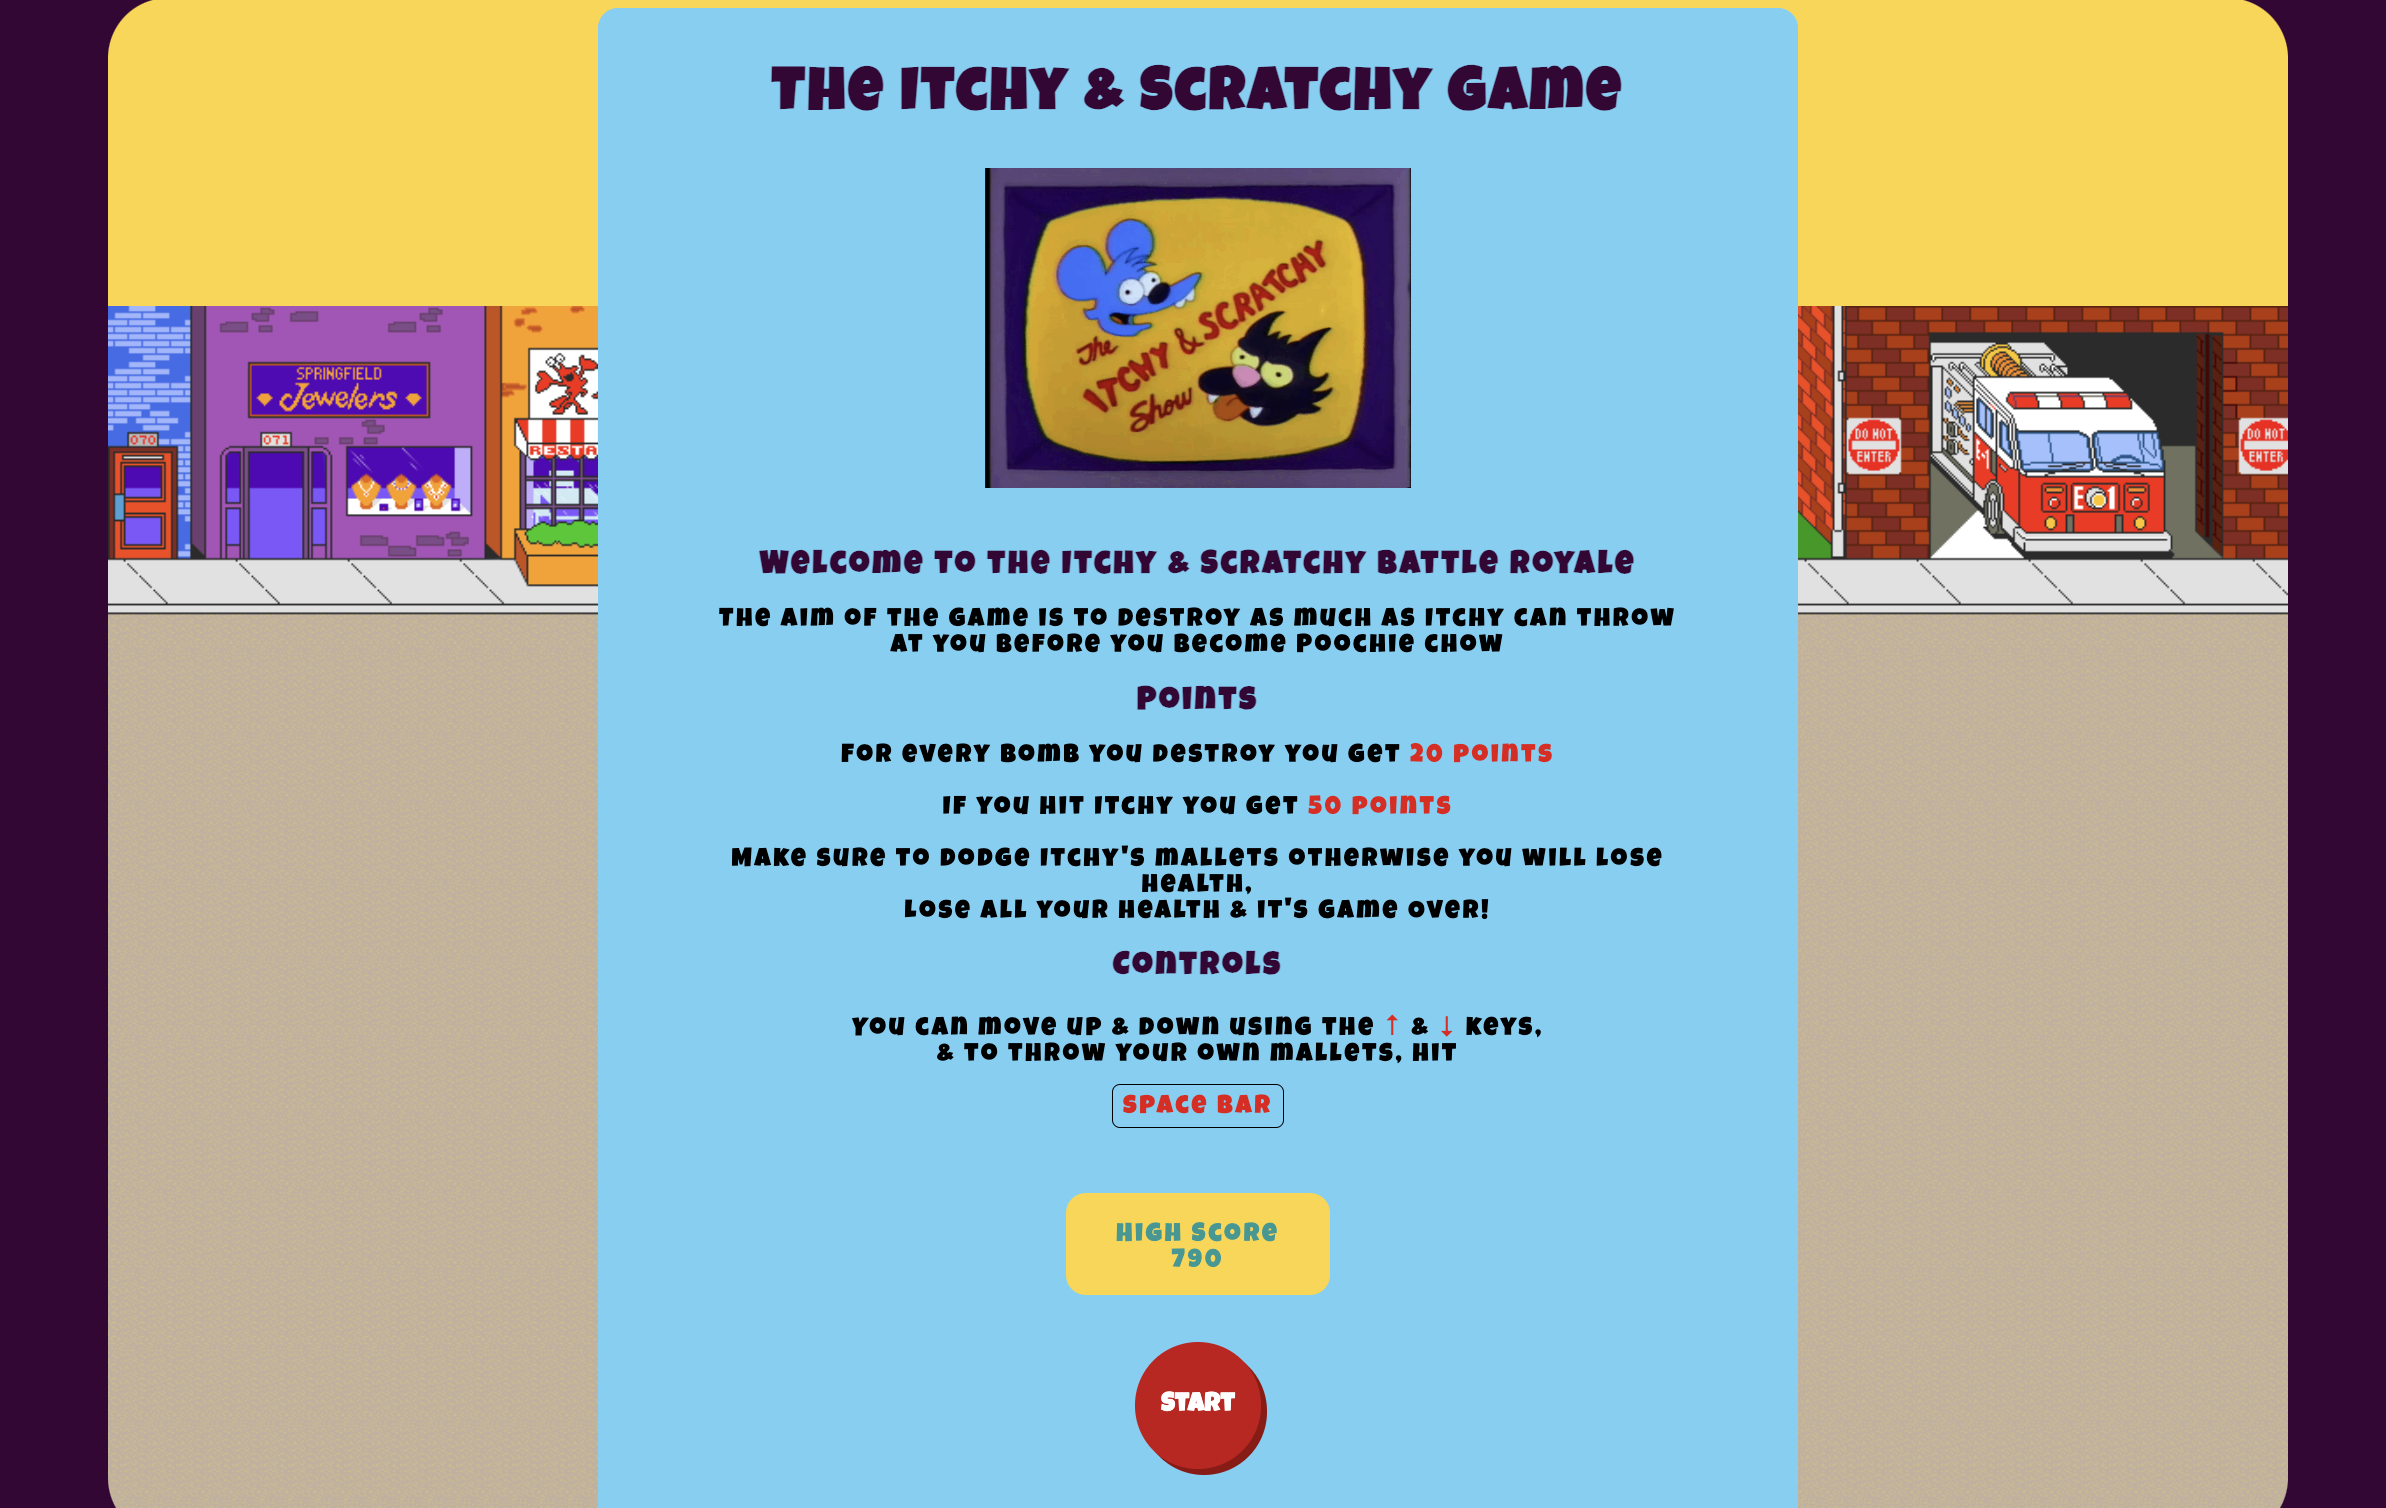 The Itchy & Scratchy Game
The
ITCHY & SCRATCHY
Show
SPRINGFIELD
Jewelers
070
071
RESTA
DO NOT
ENTER
E-1
E 1
DO NOT
ENTER
Welcome to the Itchy & Scratchy Battle Royale
The aim of the game is to destroy as much as Itchy can throw
at you before you become Poochie chow
Points
For every bomb you destroy you get 20 points
If you hit Itchy you get 50 points
Make sure to dodge Itchy's mallets otherwise you will lose
health,
Lose all your health & it's game over!
Controls
You can move up & down using the ↑ & ↓ keys,
& to throw your own mallets, hit
Space Bar
High Score
790
START